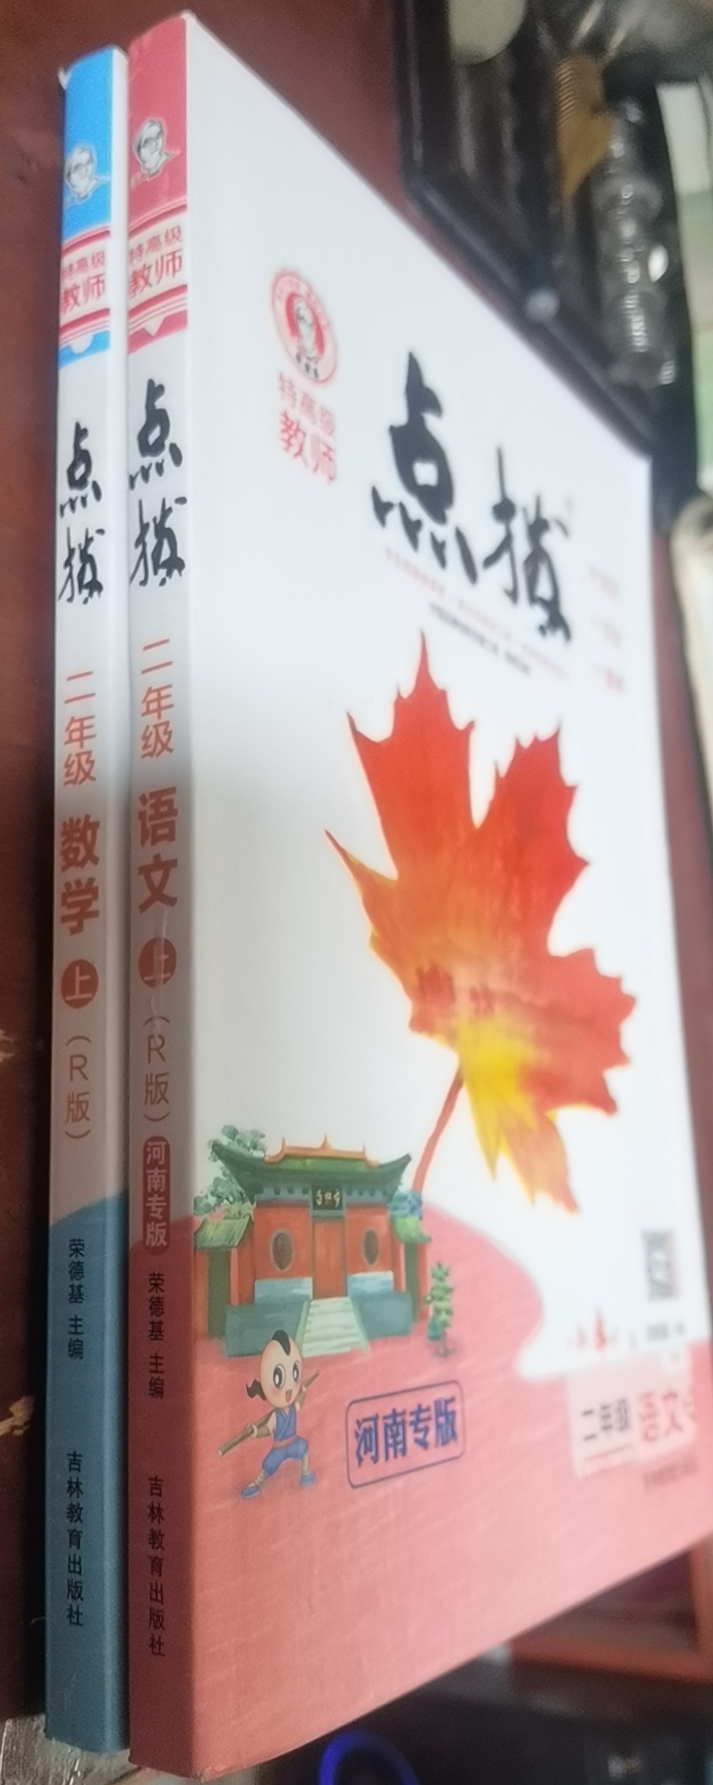 特高级
教师
点拨
二年级
数学
上
(R版)
荣德基 主编
吉林教育出版社
特高级
教师
点拨
二年级
语文
上
(R版)
河南专版
荣德基 主编
吉林教育出版社
特高级
教师
点拨
河南专版
二年级
语文